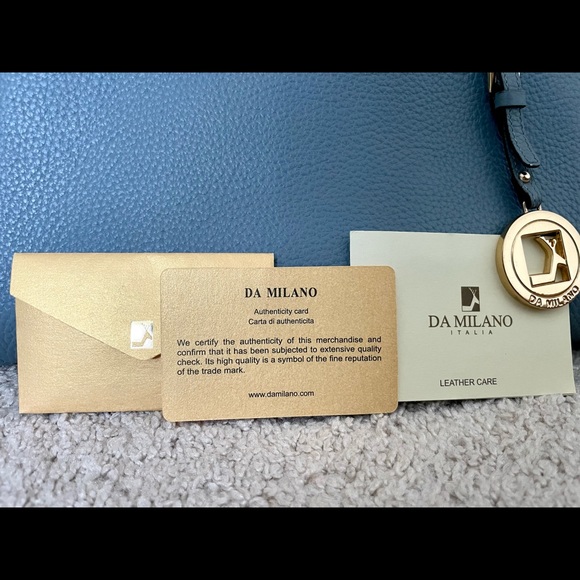 DA MILANO
Authenticity card
Carta di authenticita
We certify the authenticity of this merchandise and
confirm that it has been subjected to extensive quality
check. Its high quality is a symbol of the fine reputation
of the trade mark.
www.damilano.com
DA MILANO
ITALIA
LEATHER CARE
DA MILANO